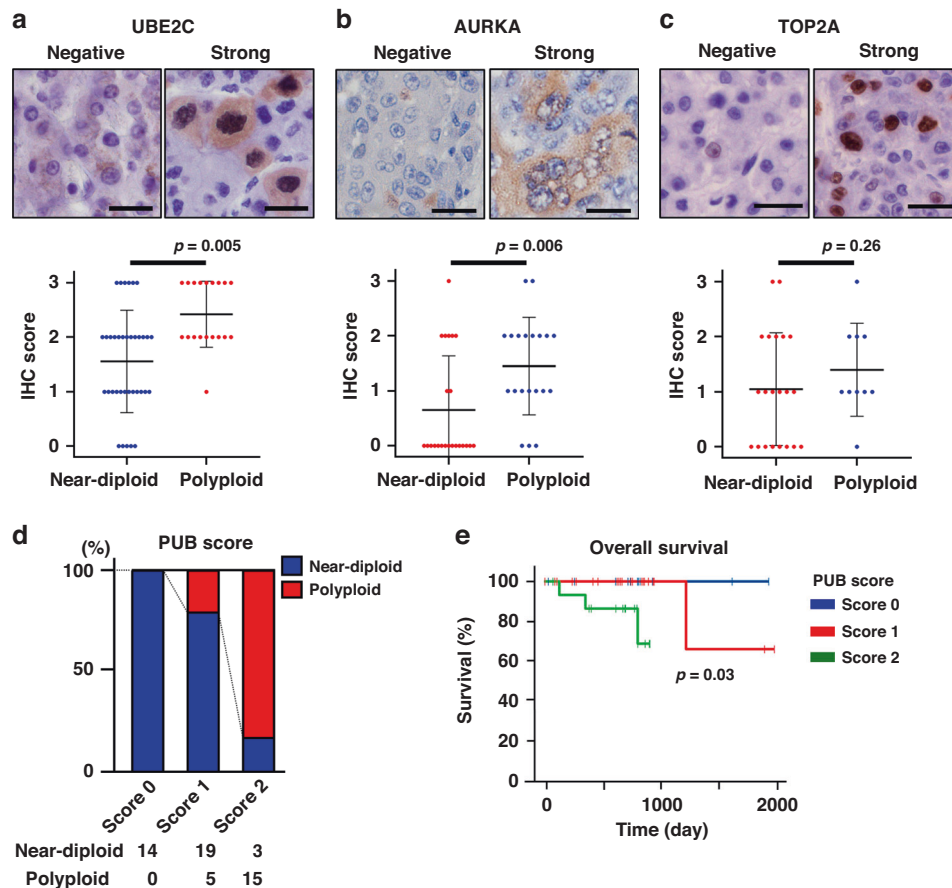 a
UBE2C
Negative Strong
b
AURKA
Negative Strong
c
TOP2A
Negative Strong
p = 0.005
IHC score
3
2
1
0
Near-diploid Polyploid
p = 0.006
IHC score
3
2
1
0
Near-diploid Polyploid
p = 0.26
IHC score
3
2
1
0
Near-diploid Polyploid
d
(%) PUB score
100
50
0
Near-diploid
Polyploid
Score 0 Score 1 Score 2
Near-diploid 14 19 3
Polyploid 0 5 15
e
Overall survival
Survival (%)
100
80
60
40
20
0
p = 0.03
0 1000 2000
Time (day)
PUB score
Score 0
Score 1
Score 2